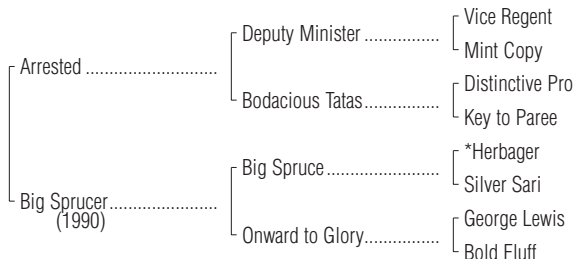 Vice Regent
Deputy Minister ................
Mint Copy
Arrested ............................
Distinctive Pro
Bodacious Tatas................
Key to Paree
*Herbager
Big Spruce ........................
Silver Sari
Big Sprucer.......................
(1990)
George Lewis
Onward to Glory................
Bold Fluff